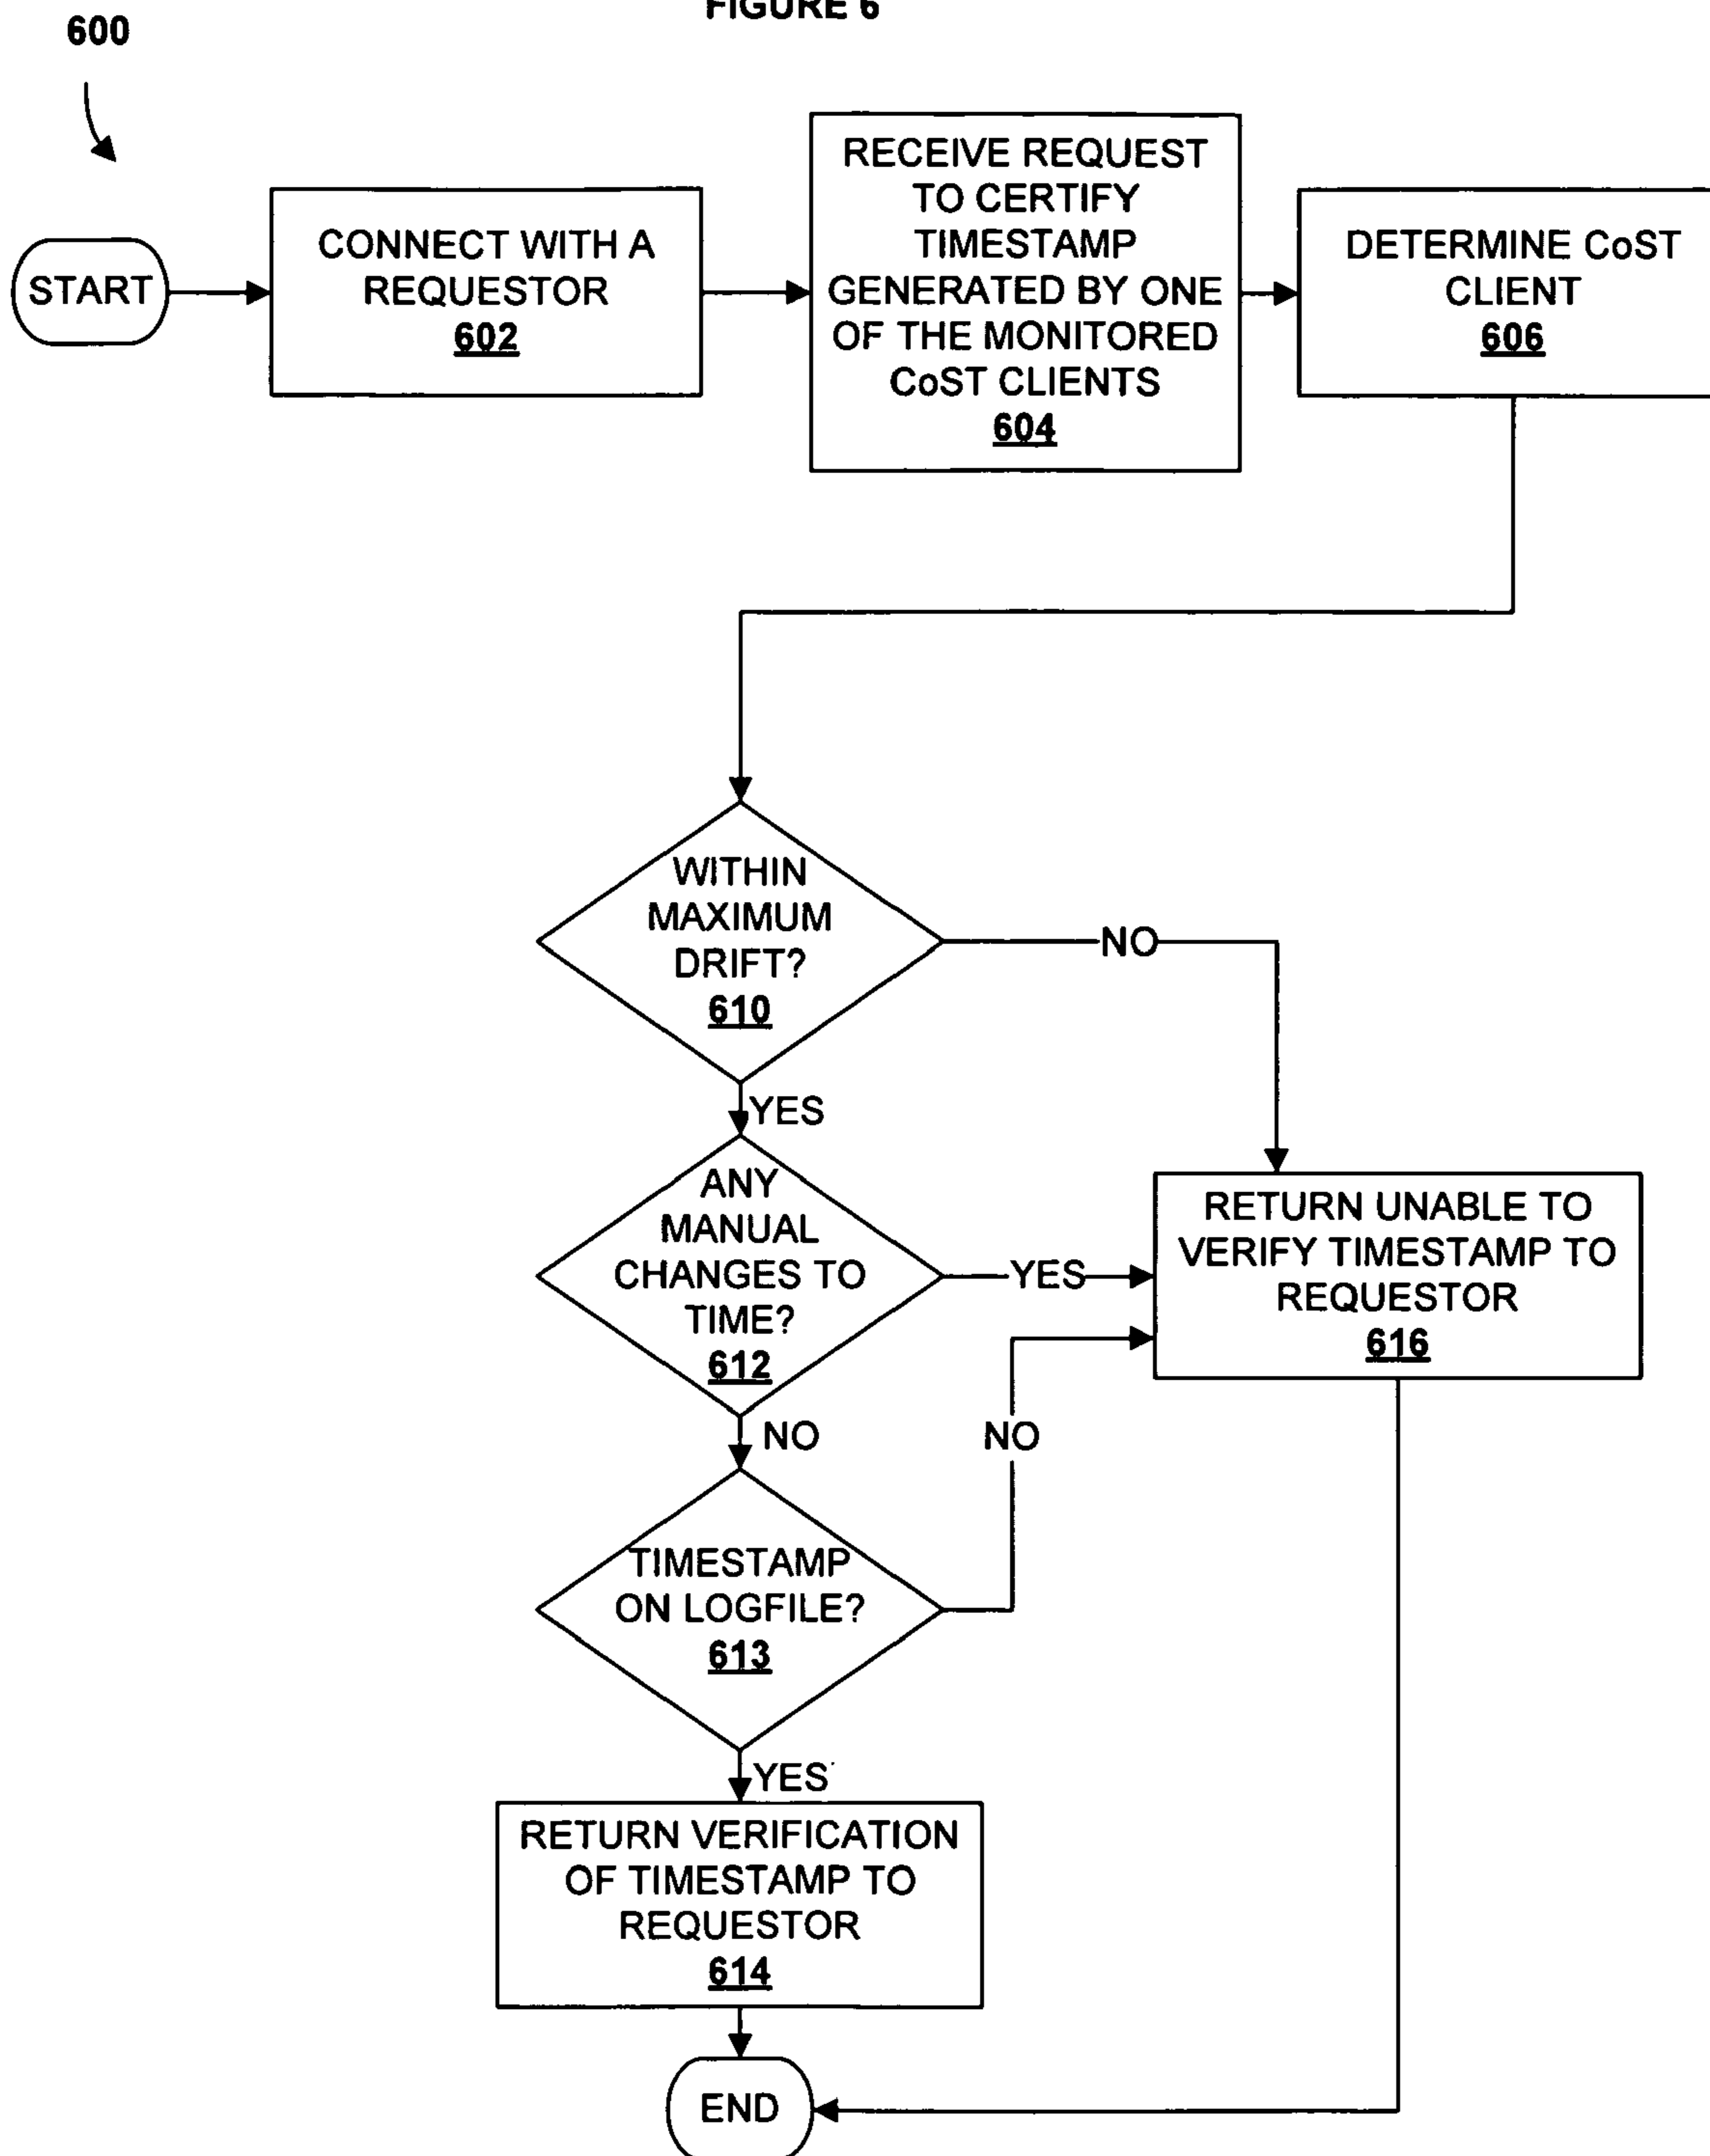 FIGURE 6
600
START
CONNECT WITH A
REQUESTOR
602
RECEIVE REQUEST
TO CERTIFY
TIMESTAMP
GENERATED BY ONE
OF THE MONITORED
CoST CLIENTS
604
DETERMINE CoST
CLIENT
606
WITHIN
MAXIMUM
DRIFT?
610
NO
YES
ANY
MANUAL
CHANGES TO
TIME?
612
YES
RETURN UNABLE TO
VERIFY TIMESTAMP TO
REQUESTOR
616
NO
NO
TIMESTAMP
ON LOGFILE?
613
YES
RETURN VERIFICATION
OF TIMESTAMP TO
REQUESTOR
614
END